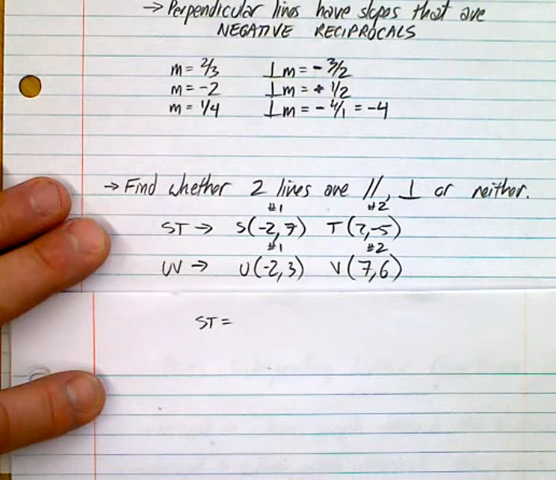 → Perpendicular lines have slopes that are
NEGATIVE RECIPROCALS
m = 2/3 ⊥m = - 3/2
m = -2 ⊥m = + 1/2
m = 1/4 ⊥m = - 4/1 = -4
→ Find whether 2 lines are //, ⊥ or neither.
#1 #2
ST → S(-2, 7) T(7,-5)
#1 #2
UV → U(-2,3) V(7,6)
ST =